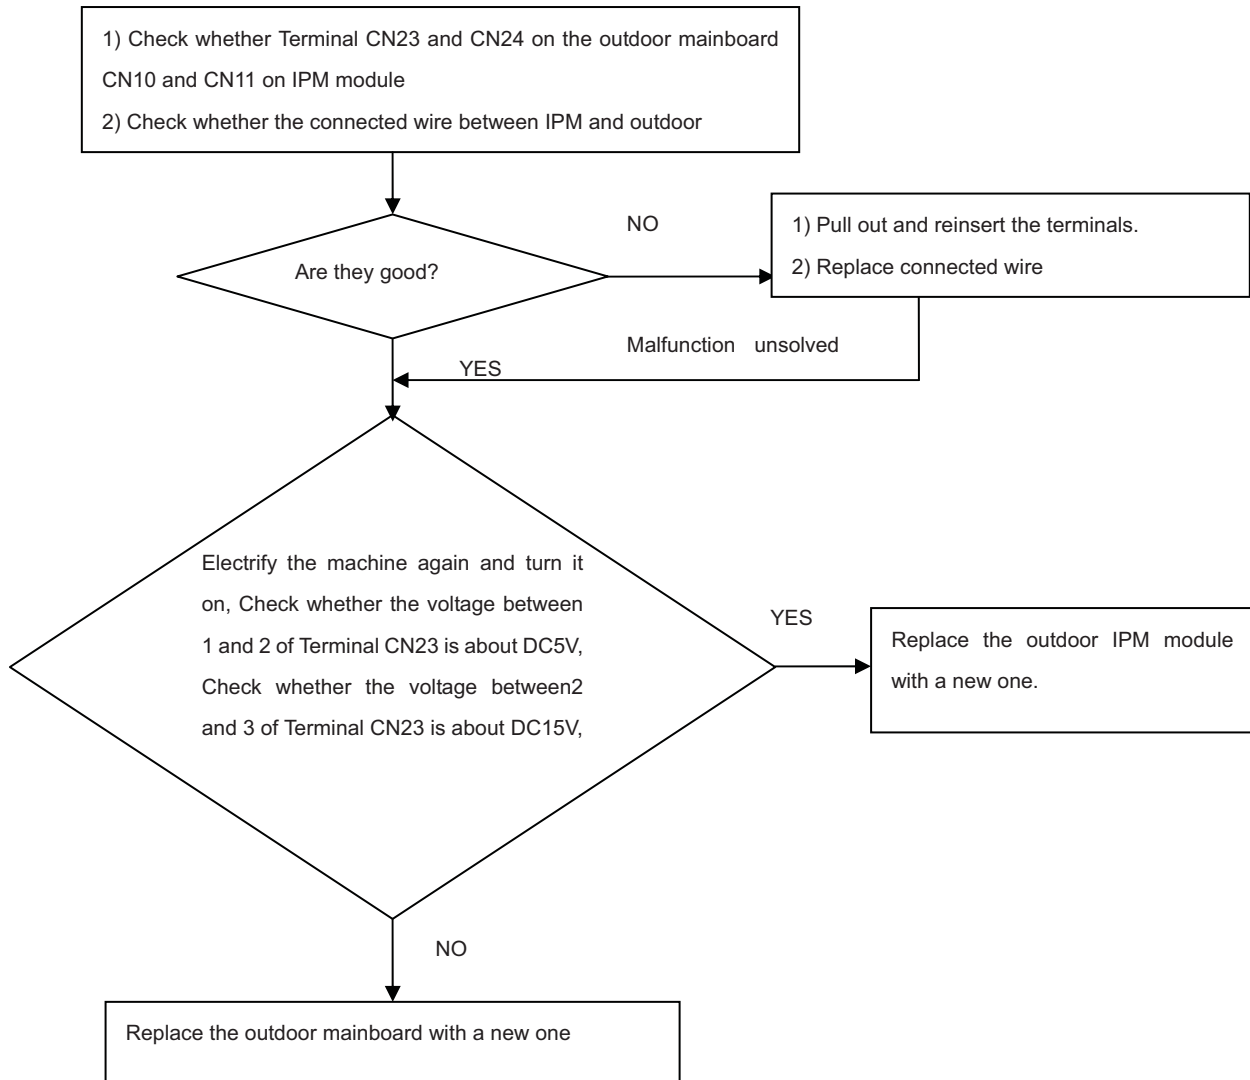 1) Check whether Terminal CN23 and CN24 on the outdoor mainboard
CN10 and CN11 on IPM module
2) Check whether the connected wire between IPM and outdoor
NO
1) Pull out and reinsert the terminals.
2) Replace connected wire
Are they good?
Malfunction unsolved
YES
Electrify the machine again and turn it
on, Check whether the voltage between
1 and 2 of Terminal CN23 is about DC5V,
Check whether the voltage between2
and 3 of Terminal CN23 is about DC15V,
YES
Replace the outdoor IPM module
with a new one.
NO
Replace the outdoor mainboard with a new one